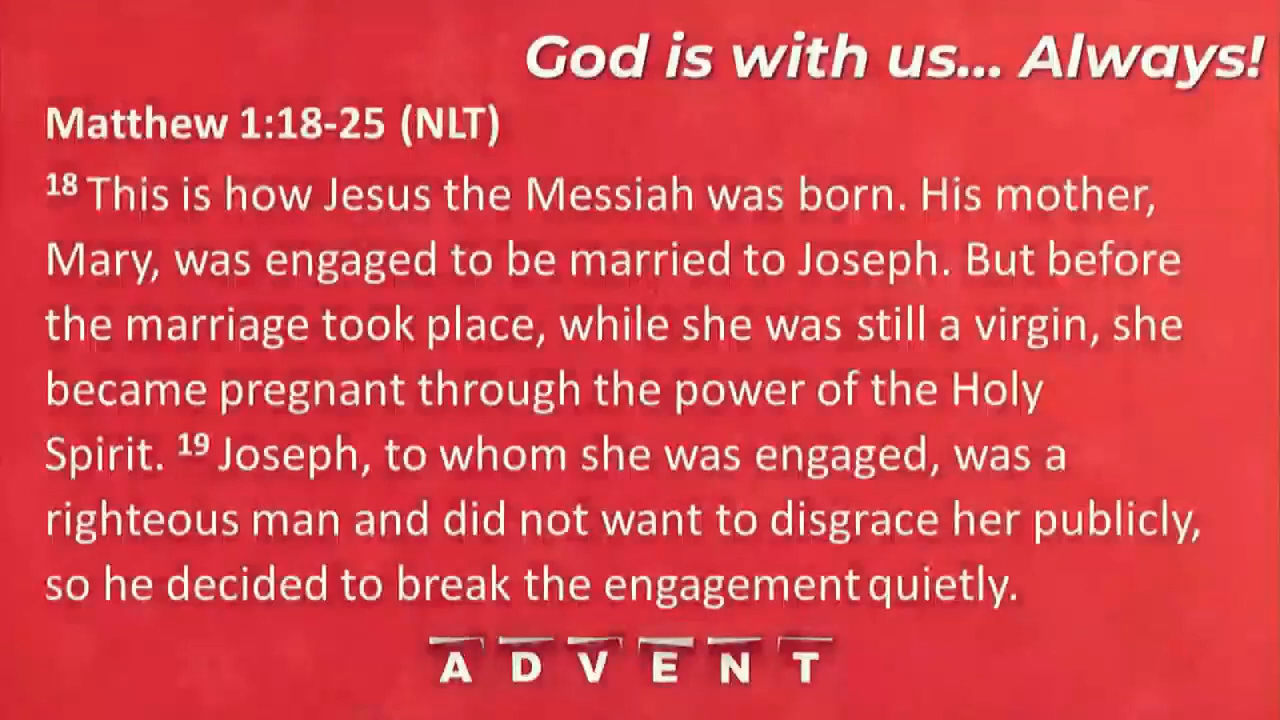 God is with us... Always!
Matthew 1:18-25 (NLT)
18 This is how Jesus the Messiah was born. His mother,
Mary, was engaged to be married to Joseph. But before
the marriage took place, while she was still a virgin, she
became pregnant through the power of the Holy
Spirit. 19 Joseph, to whom she was engaged, was a
righteous man and did not want to disgrace her publicly,
so he decided to break the engagement quietly.
ADVENT